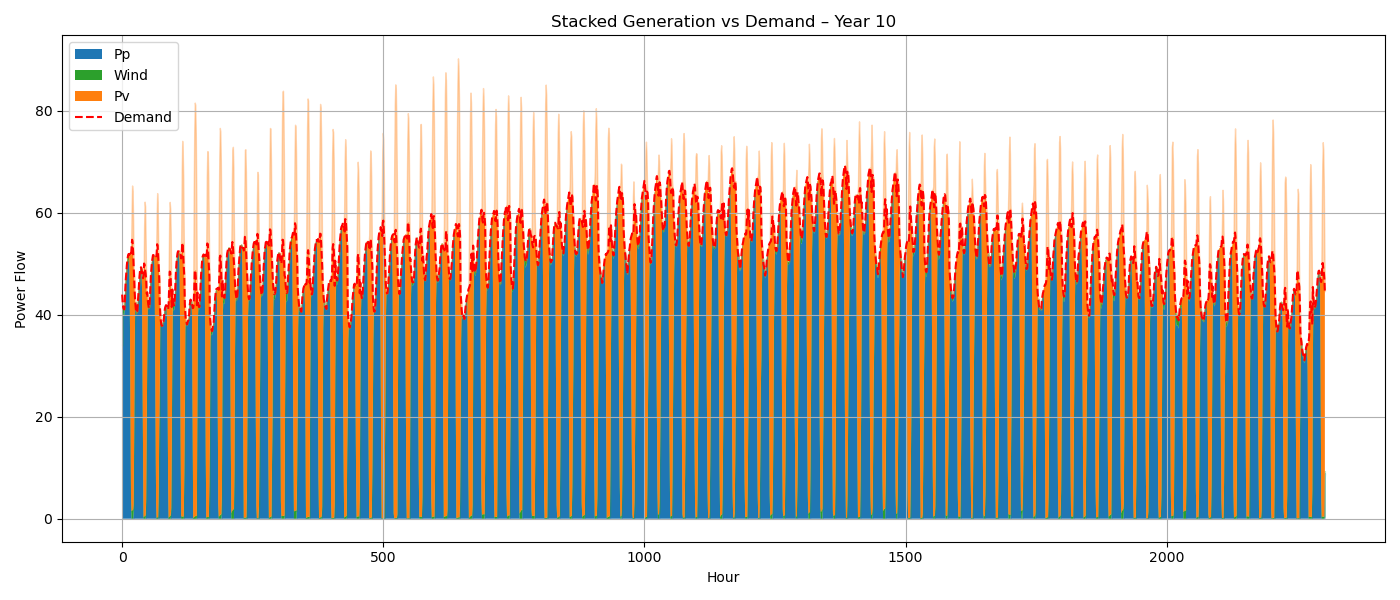 Stacked Generation vs Demand – Year 10
Pp
Wind
Pv
Demand
80
60
40
20
0
Power Flow
0 500 1000 1500 2000
Hour